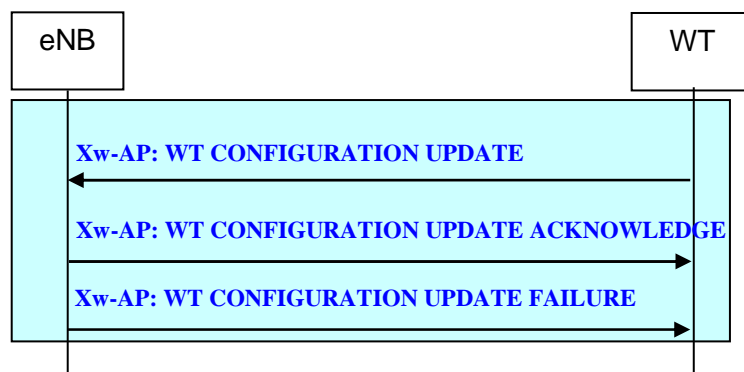 eNB
WT
Xw-AP: WT CONFIGURATION UPDATE
Xw-AP: WT CONFIGURATION UPDATE ACKNOWLEDGE
Xw-AP: WT CONFIGURATION UPDATE FAILURE